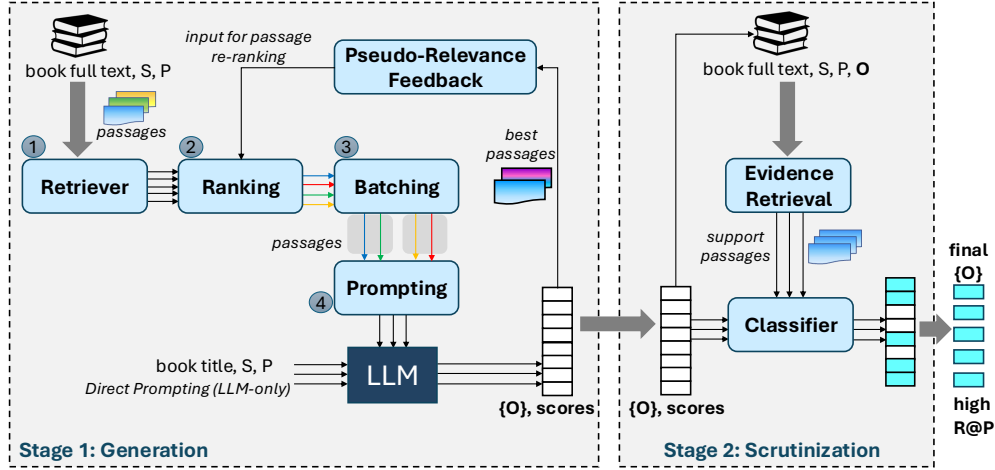 book full text, S, P
passages
input for passage
re-ranking
Pseudo-Relevance
Feedback
best
passages
1
Retriever
2
Ranking
3
Batching
passages
4
Prompting
book title, S, P
Direct Prompting (LLM-only)
LLM
{O}, scores
Stage 1: Generation
book full text, S, P, O
Evidence
Retrieval
support
passages
Classifier
{O}, scores
Stage 2: Scrutinization
final
{O}
high
R@P